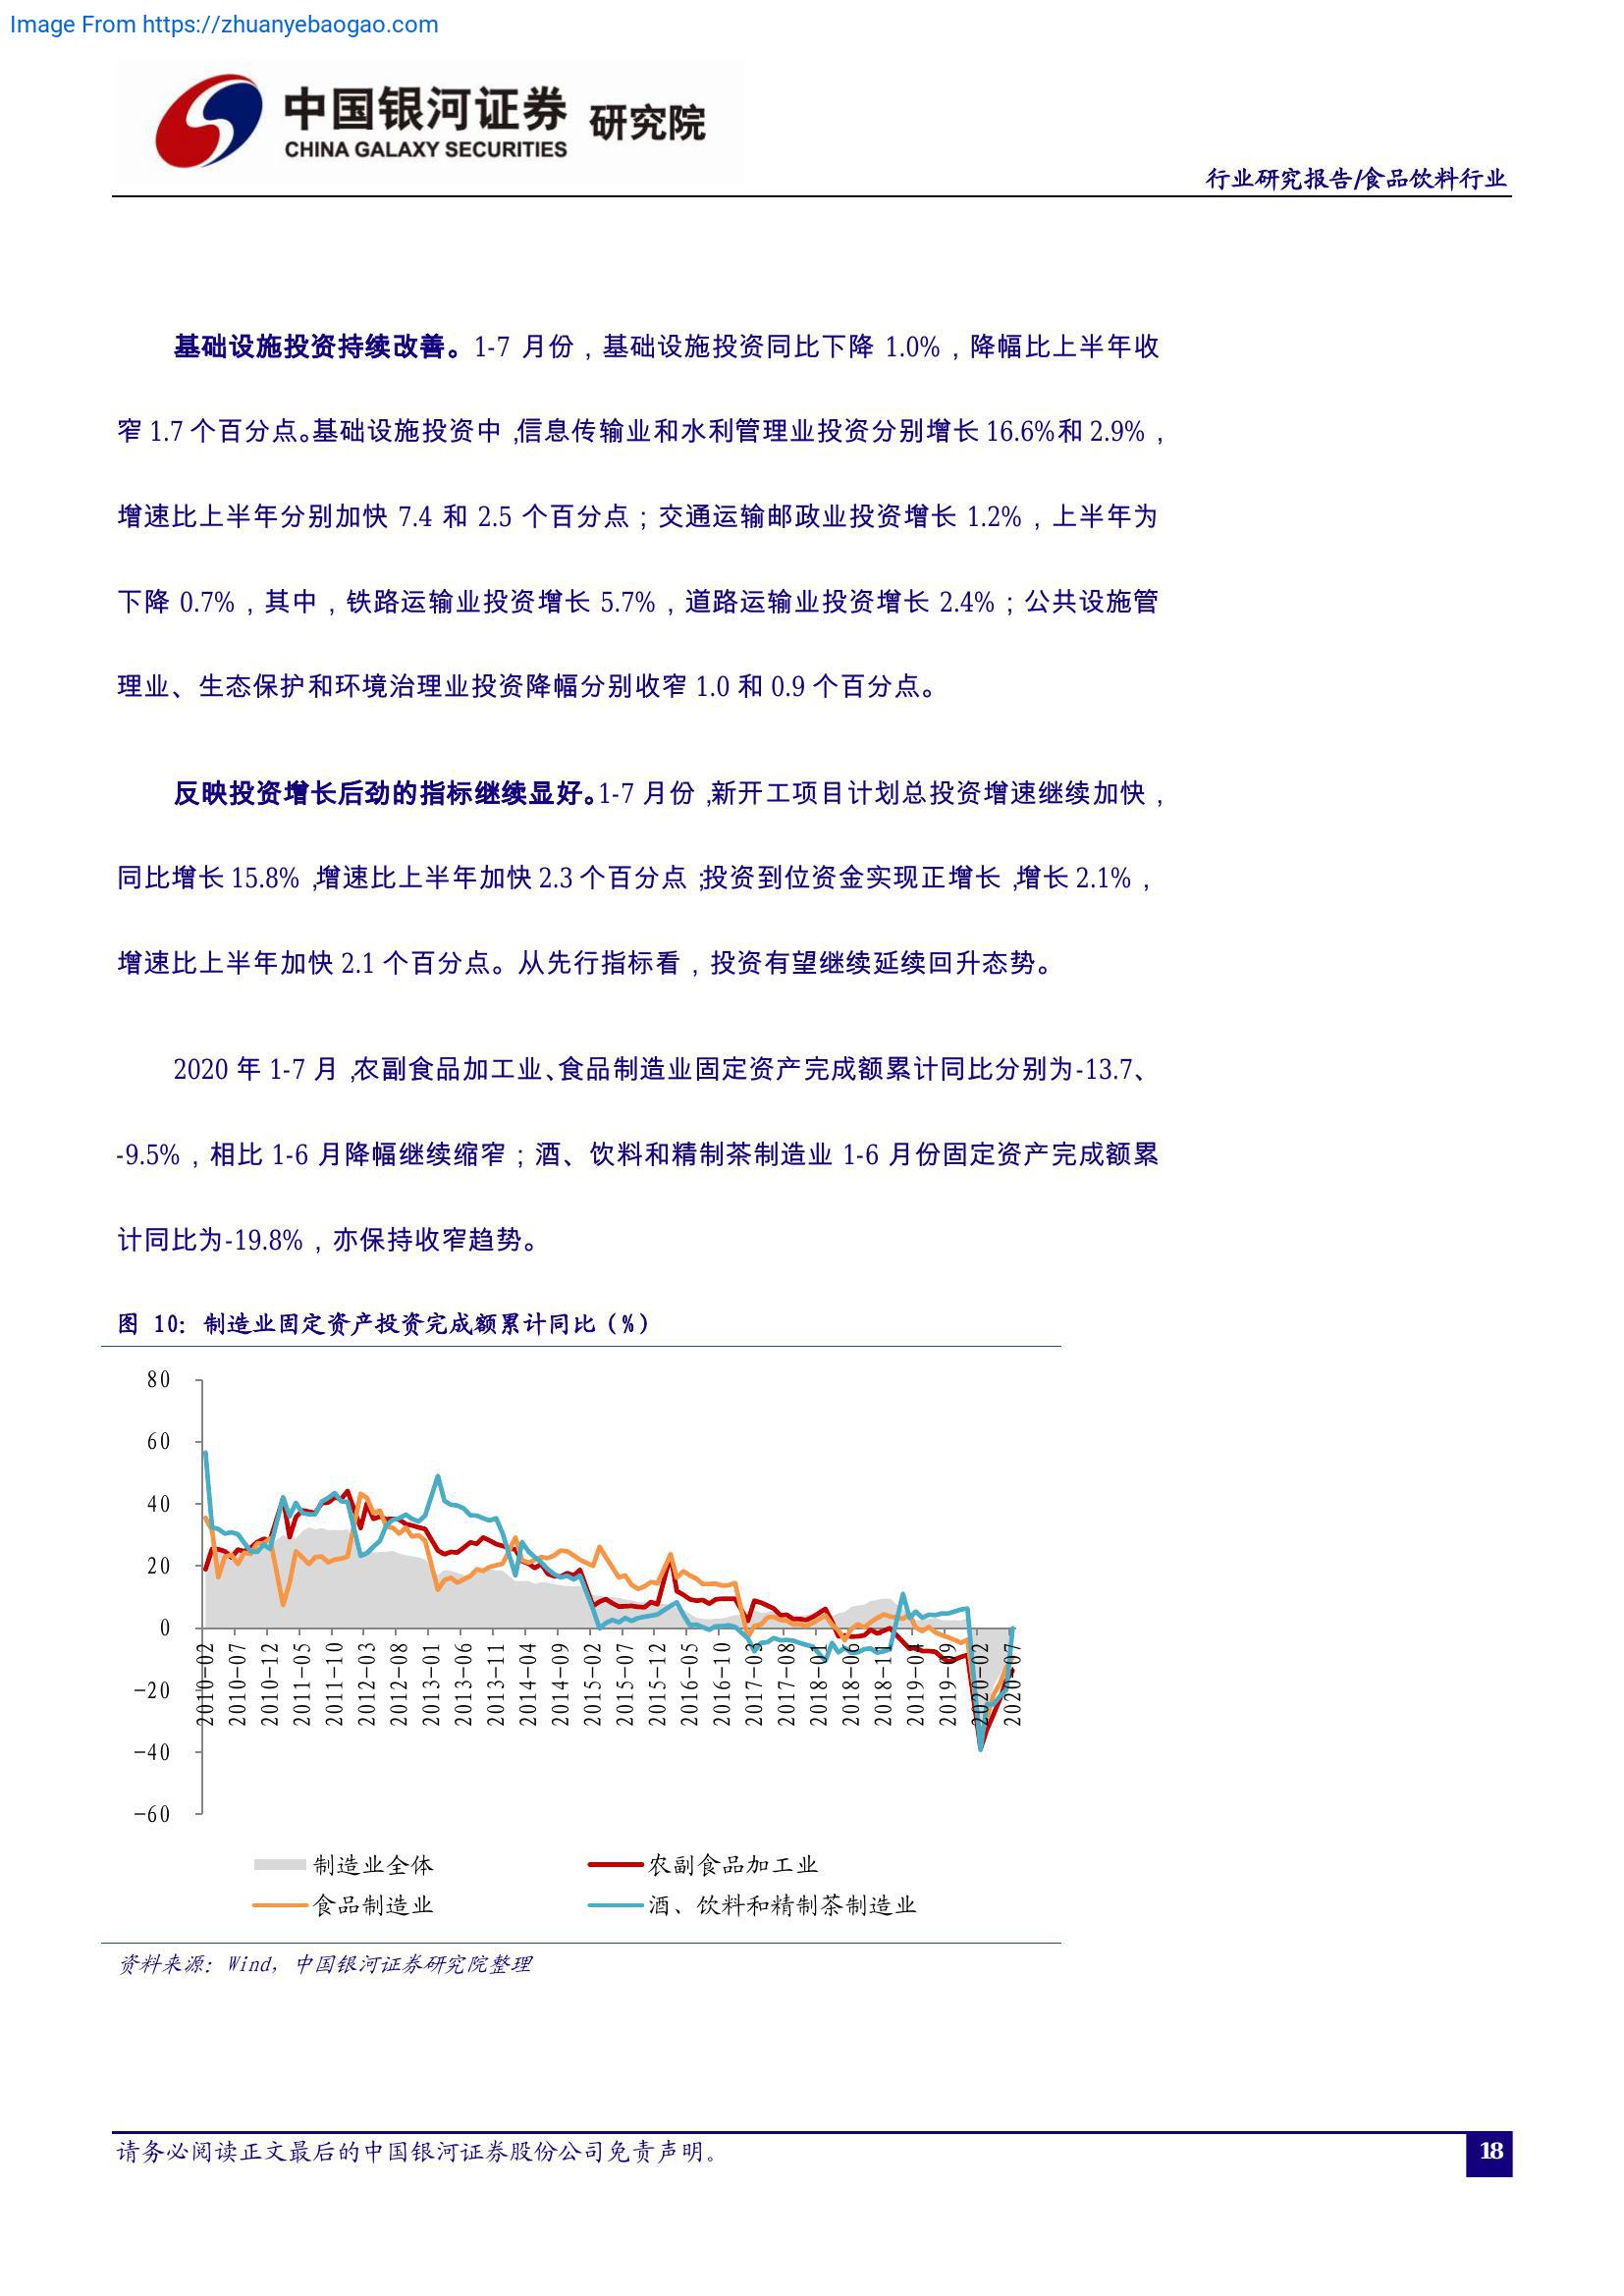 Image From https://zhuanyebaogao.com
中国银河证券 研究院
CHINA GALAXY SECURITIES
行业研究报告/食品饮料行业
基础设施投资持续改善。1-7 月份，基础设施投资同比下降 1.0%，降幅比上半年收
窄 1.7 个百分点。基础设施投资中，信息传输业和水利管理业投资分别增长 16.6%和 2.9%，
增速比上半年分别加快 7.4 和 2.5 个百分点；交通运输邮政业投资增长 1.2%，上半年为
下降 0.7%，其中，铁路运输业投资增长 5.7%，道路运输业投资增长 2.4%；公共设施管
理业、生态保护和环境治理业投资降幅分别收窄 1.0 和 0.9 个百分点。
反映投资增长后劲的指标继续显好。1-7 月份，新开工项目计划总投资增速继续加快，
同比增长 15.8%，增速比上半年加快 2.3 个百分点；投资到位资金实现正增长，增长 2.1%，
增速比上半年加快 2.1 个百分点。从先行指标看，投资有望继续延续回升态势。
2020 年 1-7 月，农副食品加工业、食品制造业固定资产完成额累计同比分别为-13.7、
-9.5%，相比 1-6 月降幅继续缩窄；酒、饮料和精制茶制造业 1-6 月份固定资产完成额累
计同比为-19.8%，亦保持收窄趋势。
图 10：制造业固定资产投资完成额累计同比（%）
80
60
40
20
0
-20
-40
-60
2010-02
2010-07
2010-12
2011-05
2011-10
2012-03
2012-08
2013-01
2013-06
2013-11
2014-04
2014-09
2015-02
2015-07
2015-12
2016-05
2016-10
2017-03
2017-08
2018-01
2018-06
2018-11
2019-04
2019-09
2020-02
2020-07
制造业全体
农副食品加工业
食品制造业
酒、饮料和精制茶制造业
资料来源：Wind，中国银河证券研究院整理
请务必阅读正文最后的中国银河证券股份公司免责声明。
18